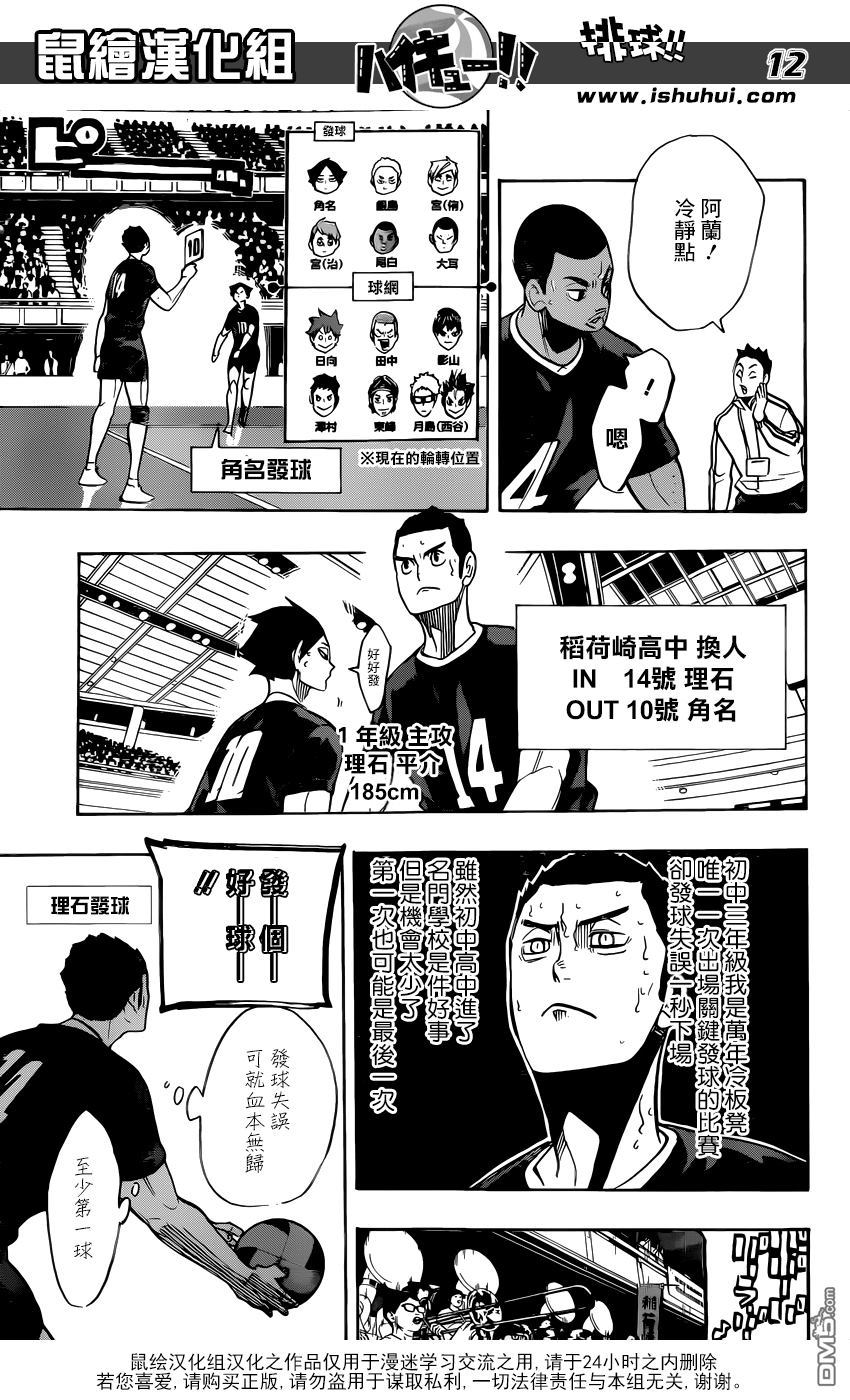 鼠繪漢化組
ハイキュー!!
排球!!
12
www.ishuhui.com
阿蘭!
冷靜點
!
嗯
ピ
10
14
發球
角名
銀島
宮(侑)
宮(治)
尾白
大耳
球網
日向
田中
影山
澤村
東峰
月島(西谷)
※現在的輪轉位置
角名發球
4
稻荷崎高中 換人
IN 14號 理石
OUT 10號 角名
好好發
10
14
1 年級 主攻
理石 平介
185cm
初中三年級我是萬年冷板凳
唯一一次出場關鍵發球的比賽
卻發球失誤一秒下場
雖然初中高中進了
名門學校是件好事
但是機會太少了
第一次也可能是最後一次
發個——
好球——!!
理石發球
發球失誤
可就血本無歸
至少第一球
14
稻荷
DM5.com
鼠绘汉化组汉化之作品仅用于漫迷学习交流之用, 请于24小时之内删除
若您喜爱, 请购买正版, 请勿用于谋取私利, 一切法律责任与本组无关, 谢谢。